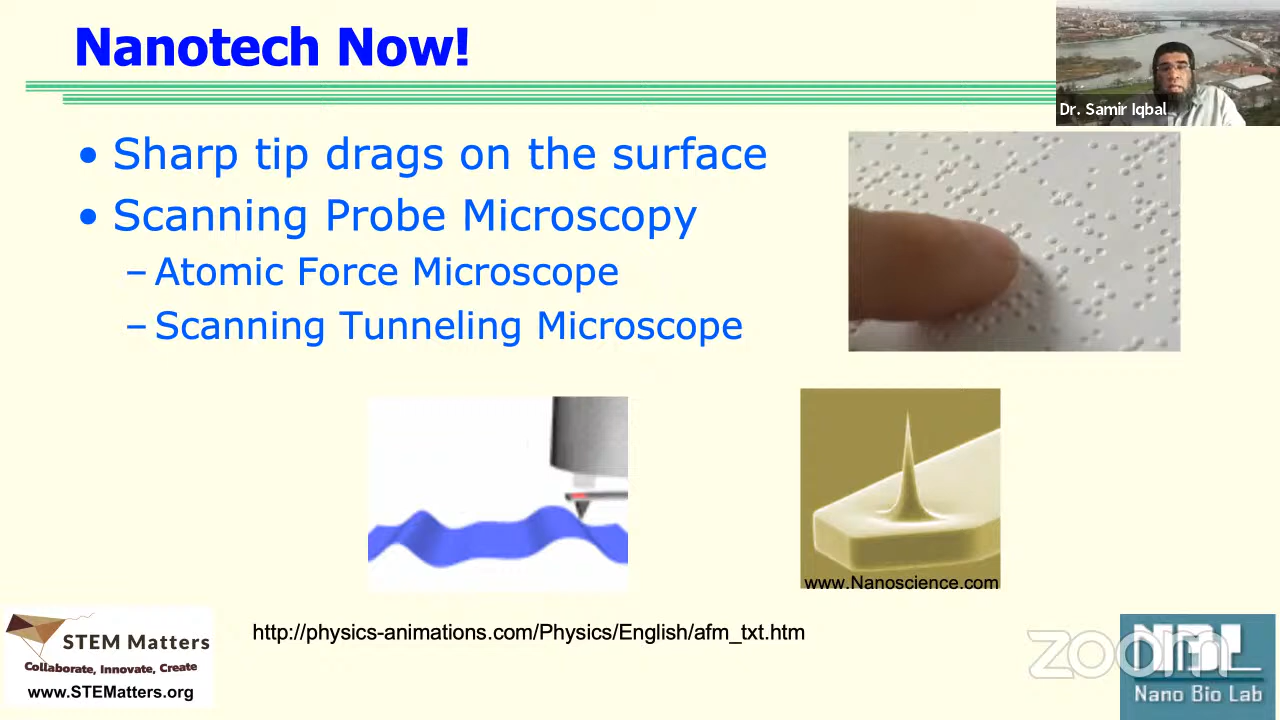 Nanotech Now!
Dr. Samir Iqbal
• Sharp tip drags on the surface
• Scanning Probe Microscopy
– Atomic Force Microscope
– Scanning Tunneling Microscope
www.Nanoscience.com
http://physics-animations.com/Physics/English/afm_txt.htm
STEM Matters
Collaborate, Innovate, Create
www.STEMatters.org
zoom
NBL
Nano Bio Lab